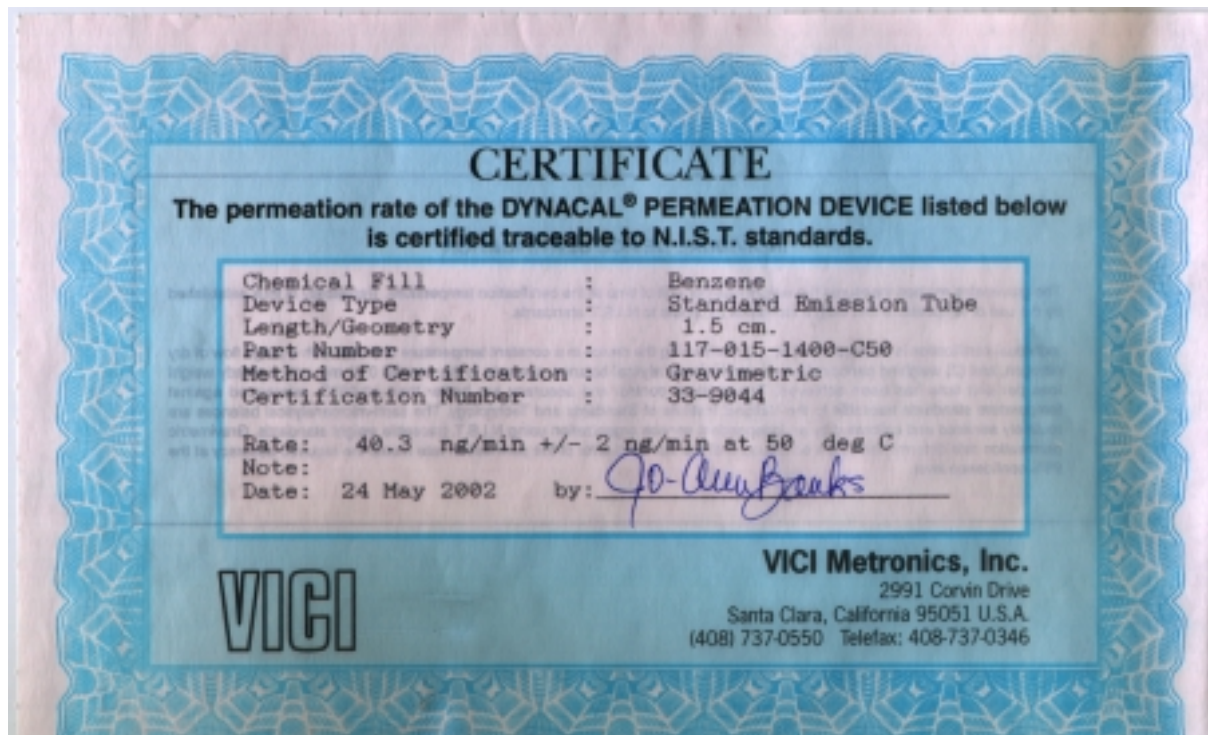 CERTIFICATE
The permeation rate of the DYNACAL® PERMEATION DEVICE listed below
is certified traceable to N.I.S.T. standards.
Chemical Fill : Benzene
Device Type : Standard Emission Tube
Length/Geometry : 1.5 cm.
Part Number : 117-015-1400-C50
Method of Certification : Gravimetric
Certification Number : 33-9044
Rate: 40.3 ng/min +/- 2 ng/min at 50 deg C
Note:
Date: 24 May 2002 by: Jo-Ann Banks
VICI
VICI Metronics, Inc.
2991 Corvin Drive
Santa Clara, California 95051 U.S.A.
(408) 737-0550 Telefax: 408-737-0346